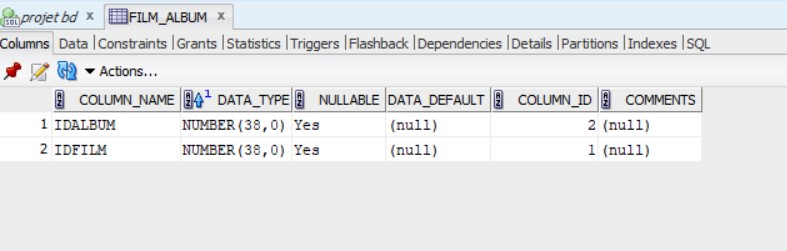 projet bd x FILM_ALBUM x
Columns Data Constraints Grants Statistics Triggers Flashback Dependencies Details Partitions Indexes SQL
Actions...
COLUMN_NAME 1 DATA_TYPE NULLABLE DATA_DEFAULT COLUMN_ID COMMENTS
1 IDALBUM NUMBER(38,0) Yes (null) 2 (null)
2 IDFILM NUMBER(38,0) Yes (null) 1 (null)